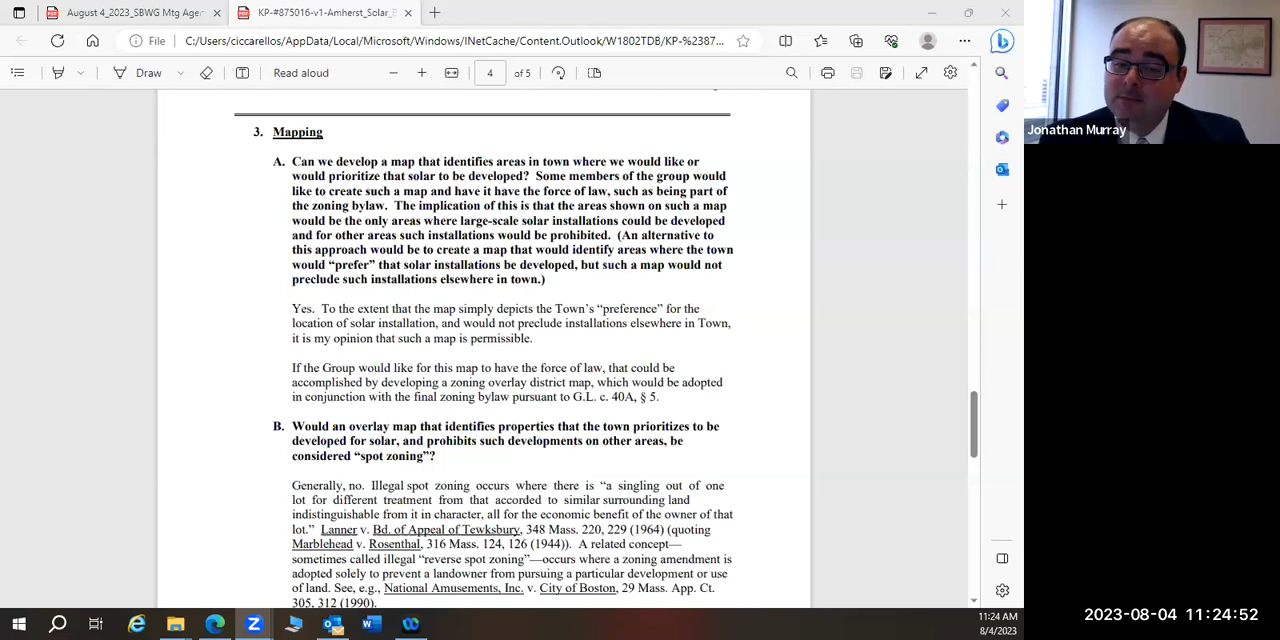 August 4_2023_SBWG Mtg Age
KP-#875016-v1-Amherst_Solar_B
File
C:/Users/ciccarellos/AppData/Local/Microsoft/Windows/INetCache/Content.Outlook/W1802TDB/KP-%2387...
Draw
Read aloud
4
of 5
3. Mapping
A. Can we develop a map that identifies areas in town where we would like or
would prioritize that solar to be developed? Some members of the group would
like to create such a map and have it have the force of law, such as being part of
the zoning bylaw. The implication of this is that the areas shown on such a map
would be the only areas where large-scale solar installations could be developed
and for other areas such installations would be prohibited. (An alternative to
this approach would be to create a map that would identify areas where the town
would “prefer” that solar installations be developed, but such a map would not
preclude such installations elsewhere in town.)
Yes. To the extent that the map simply depicts the Town’s “preference” for the
location of solar installation, and would not preclude installations elsewhere in Town,
it is my opinion that such a map is permissible.
If the Group would like for this map to have the force of law, that could be
accomplished by developing a zoning overlay district map, which would be adopted
in conjunction with the final zoning bylaw pursuant to G.L. c. 40A, § 5.
B. Would an overlay map that identifies properties that the town prioritizes to be
developed for solar, and prohibits such developments on other areas, be
considered “spot zoning”?
Generally, no. Illegal spot zoning occurs where there is “a singling out of one
lot for different treatment from that accorded to similar surrounding land
indistinguishable from it in character, all for the economic benefit of the owner of that
lot.” Lanner v. Bd. of Appeal of Tewksbury, 348 Mass. 220, 229 (1964) (quoting
Marblehead v. Rosenthal, 316 Mass. 124, 126 (1944)). A related concept—
sometimes called illegal “reverse spot zoning”—occurs where a zoning amendment is
adopted solely to prevent a landowner from pursuing a particular development or use
of land. See, e.g., National Amusements, Inc. v. City of Boston, 29 Mass. App. Ct.
305, 312 (1990).
Jonathan Murray
11:24 AM
8/4/2023
2023-08-04 11:24:52